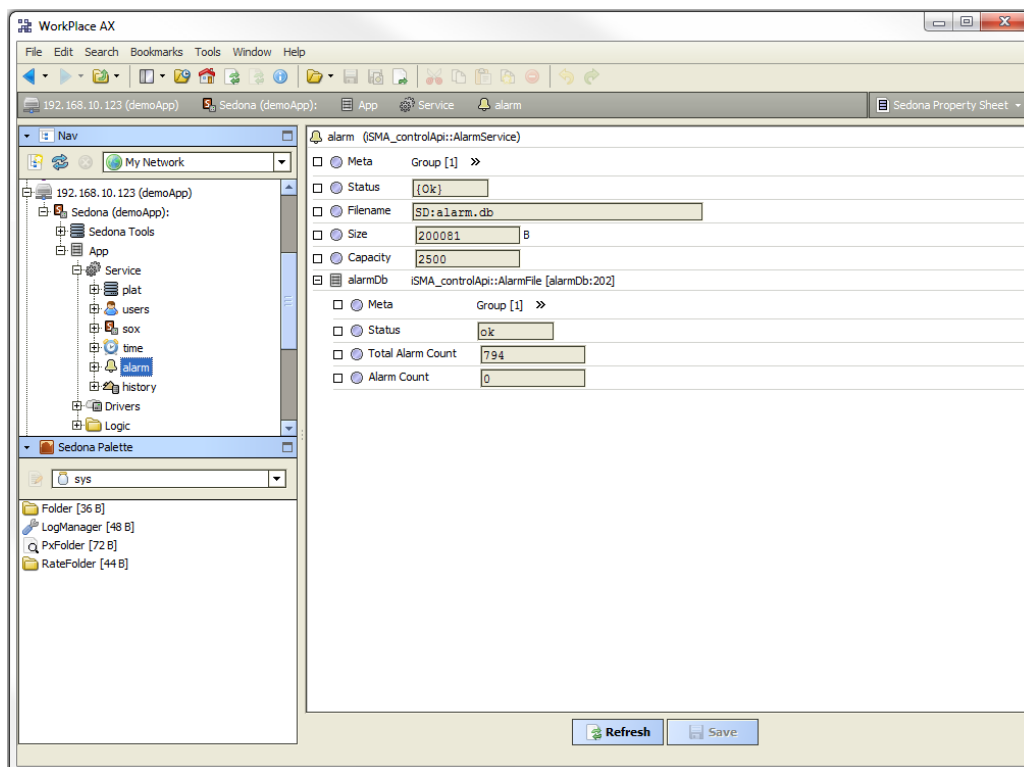 WorkPlace AX
File Edit Search Bookmarks Tools Window Help
192.168.10.123 (demoApp) Sedona (demoApp): App Service alarm Sedona Property Sheet
Nav
My Network
192.168.10.123 (demoApp)
Sedona (demoApp):
Sedona Tools
App
Service
plat
users
sox
time
alarm
history
Drivers
Logic
Sedona Palette
sys
Folder [36 B]
LogManager [48 B]
PxFolder [72 B]
RateFolder [44 B]
alarm (iSMA_controlApi::AlarmService)
Meta Group [1] »
Status {Ok}
Filename SD:alarm.db
Size 200081 B
Capacity 2500
alarmDb iSMA_controlApi::AlarmFile [alarmDb:202]
Meta Group [1] »
Status ok
Total Alarm Count 794
Alarm Count 0
Refresh Save